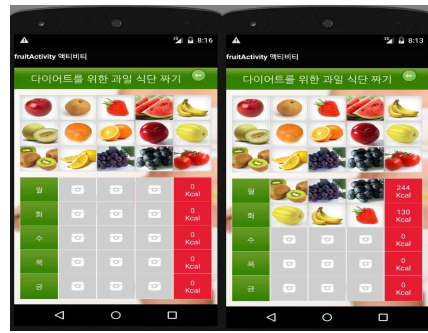 3G 8:16
fruitActivity 액티비티
다이어트를 위한 과일 식단 짜기
월
0
Kcal
화
0
Kcal
수
0
Kcal
목
0
Kcal
금
0
Kcal
3G 8:13
fruitActivity 액티비티
다이어트를 위한 과일 식단 짜기
월
244
Kcal
화
130
Kcal
수
0
Kcal
목
0
Kcal
금
0
Kcal